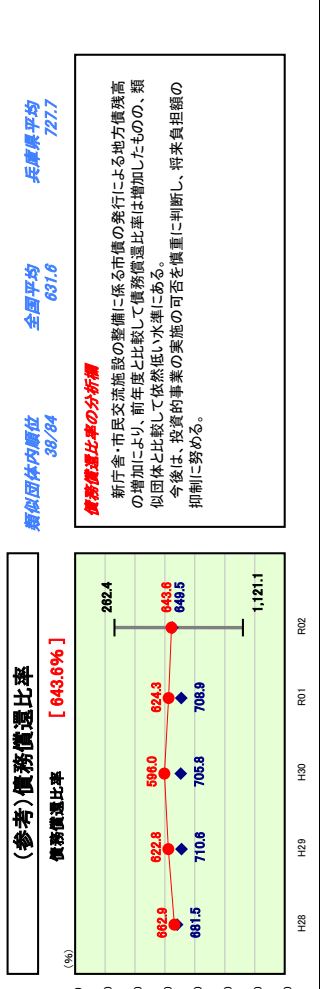 (参考)債務償還比率
債務償還比率
[ 643.6% ]
(%)
262.4
662.9
622.8
596.0
624.3
643.6
681.5
710.6
705.8
708.9
649.5
1,121.1
H28
H29
H30
R01
R02
類似団体内順位
38/84
全国平均
631.6
兵庫県平均
727.7
債務償還比率の分析欄
新庁舎・市民交流施設の整備に係る市債の発行による地方債残高
の増加により、前年度と比較して債務償還比率は増加したものの、類
似団体と比較して依然低い水準にある。
今後は、投資的事業の実施の可否を慎重に判断し、将来負担額の
抑制に努める。